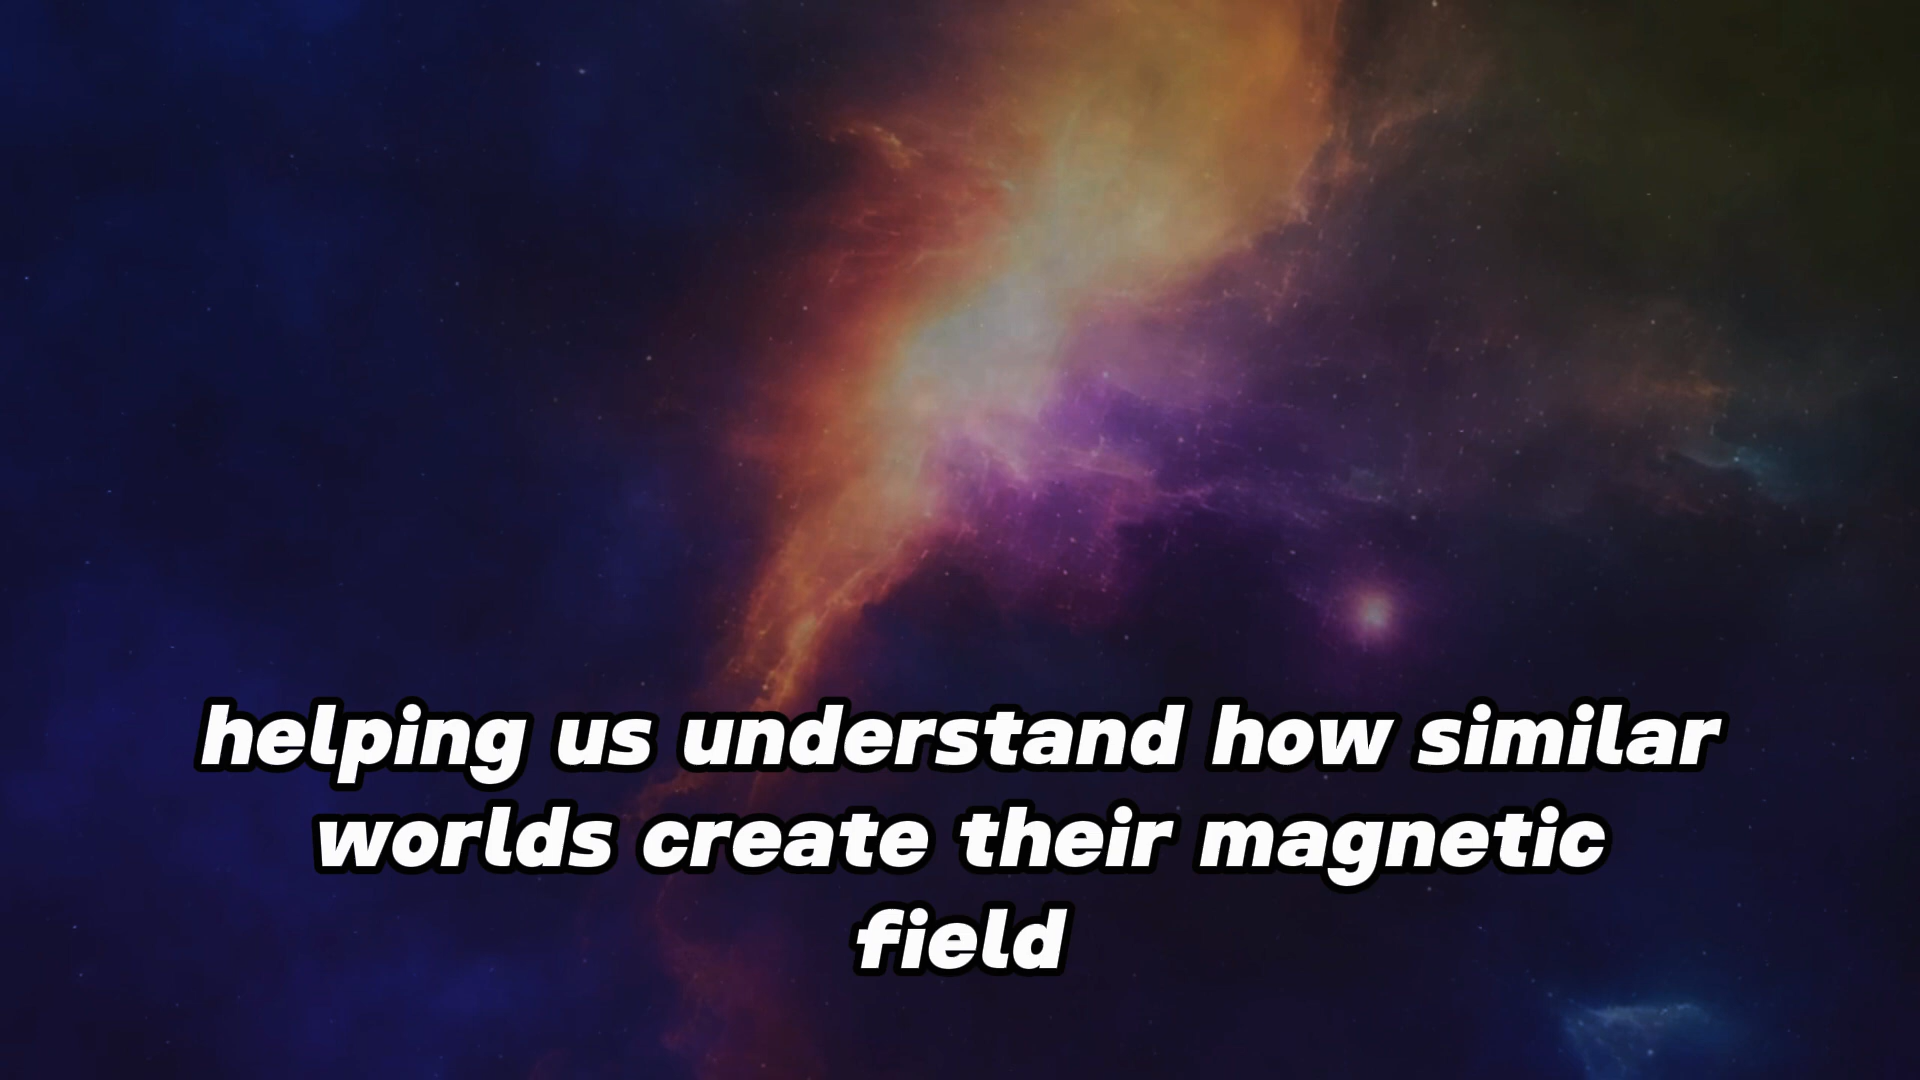 helping us understand how similar
worlds create their magnetic
field